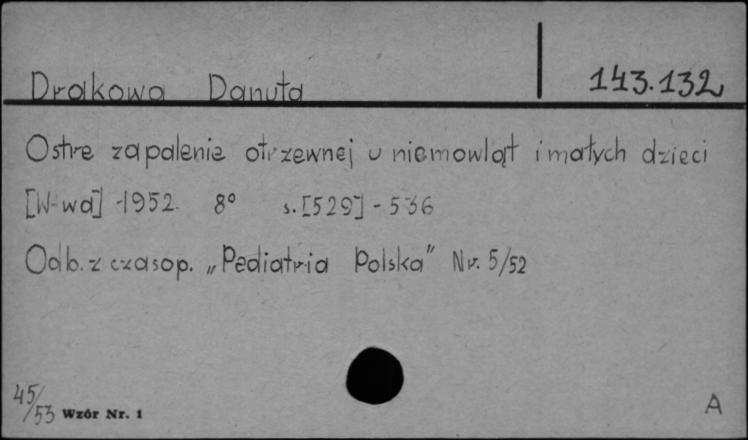 Drakowa Danuta
143.132
Ostre zapalenie otrzewnej u niemowląt i małych dzieci
[W-wa] 1952. 8° s. [529] - 536
Odb. z czasop. „Pediatria Polska" Nr. 5/52
45/53 Wzór Nr. 1
A